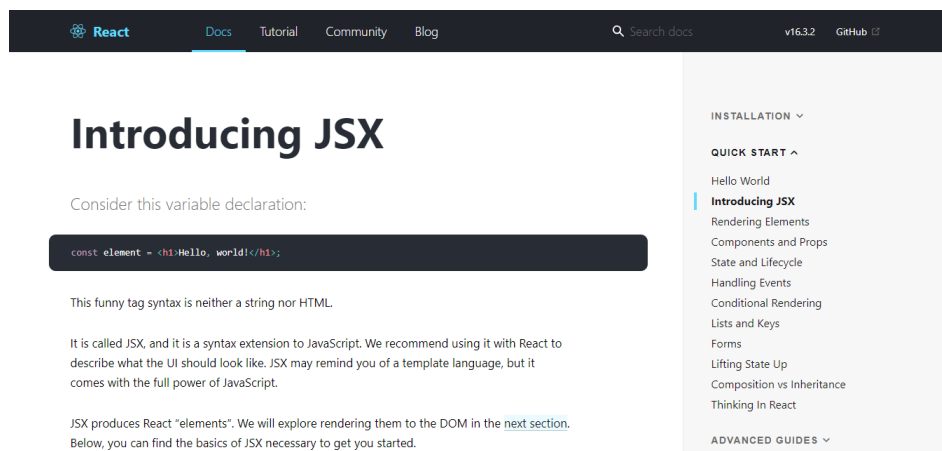 React Docs Tutorial Community Blog Search docs v16.3.2 GitHub
Introducing JSX
Consider this variable declaration:
const element = <h1>Hello, world!</h1>;
This funny tag syntax is neither a string nor HTML.
It is called JSX, and it is a syntax extension to JavaScript. We recommend using it with React to
describe what the UI should look like. JSX may remind you of a template language, but it
comes with the full power of JavaScript.
JSX produces React “elements”. We will explore rendering them to the DOM in the next section.
Below, you can find the basics of JSX necessary to get you started.
INSTALLATION
QUICK START
Hello World
Introducing JSX
Rendering Elements
Components and Props
State and Lifecycle
Handling Events
Conditional Rendering
Lists and Keys
Forms
Lifting State Up
Composition vs Inheritance
Thinking In React
ADVANCED GUIDES